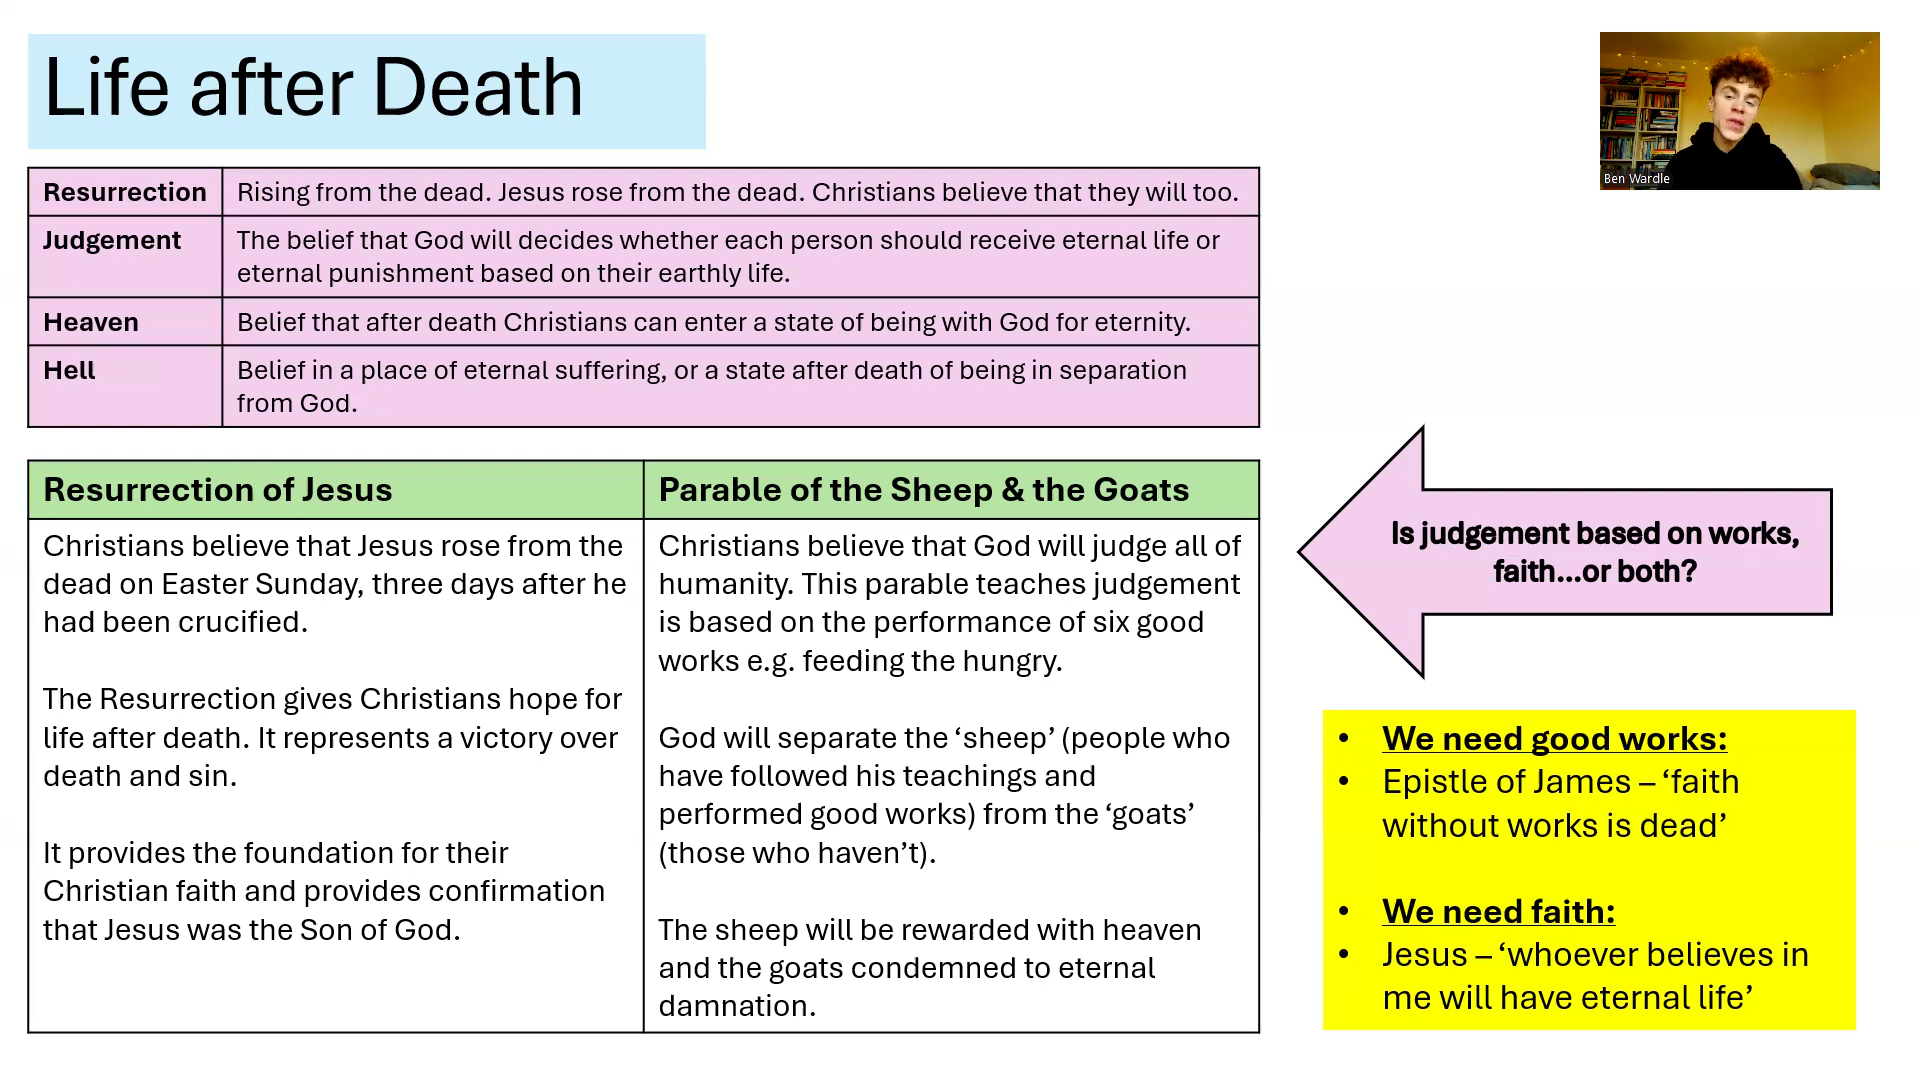 Life after Death
Ben Wardle
Resurrection
Rising from the dead. Jesus rose from the dead. Christians believe that they will too.
Judgement
The belief that God will decides whether each person should receive eternal life or
eternal punishment based on their earthly life.
Heaven
Belief that after death Christians can enter a state of being with God for eternity.
Hell
Belief in a place of eternal suffering, or a state after death of being in separation
from God.
Resurrection of Jesus
Christians believe that Jesus rose from the
dead on Easter Sunday, three days after he
had been crucified.
The Resurrection gives Christians hope for
life after death. It represents a victory over
death and sin.
It provides the foundation for their
Christian faith and provides confirmation
that Jesus was the Son of God.
Parable of the Sheep & the Goats
Christians believe that God will judge all of
humanity. This parable teaches judgement
is based on the performance of six good
works e.g. feeding the hungry.
God will separate the ‘sheep’ (people who
have followed his teachings and
performed good works) from the ‘goats’
(those who haven’t).
The sheep will be rewarded with heaven
and the goats condemned to eternal
damnation.
Is judgement based on works,
faith...or both?
• We need good works:
• Epistle of James – ‘faith
without works is dead’
• We need faith:
• Jesus – ‘whoever believes in
me will have eternal life’